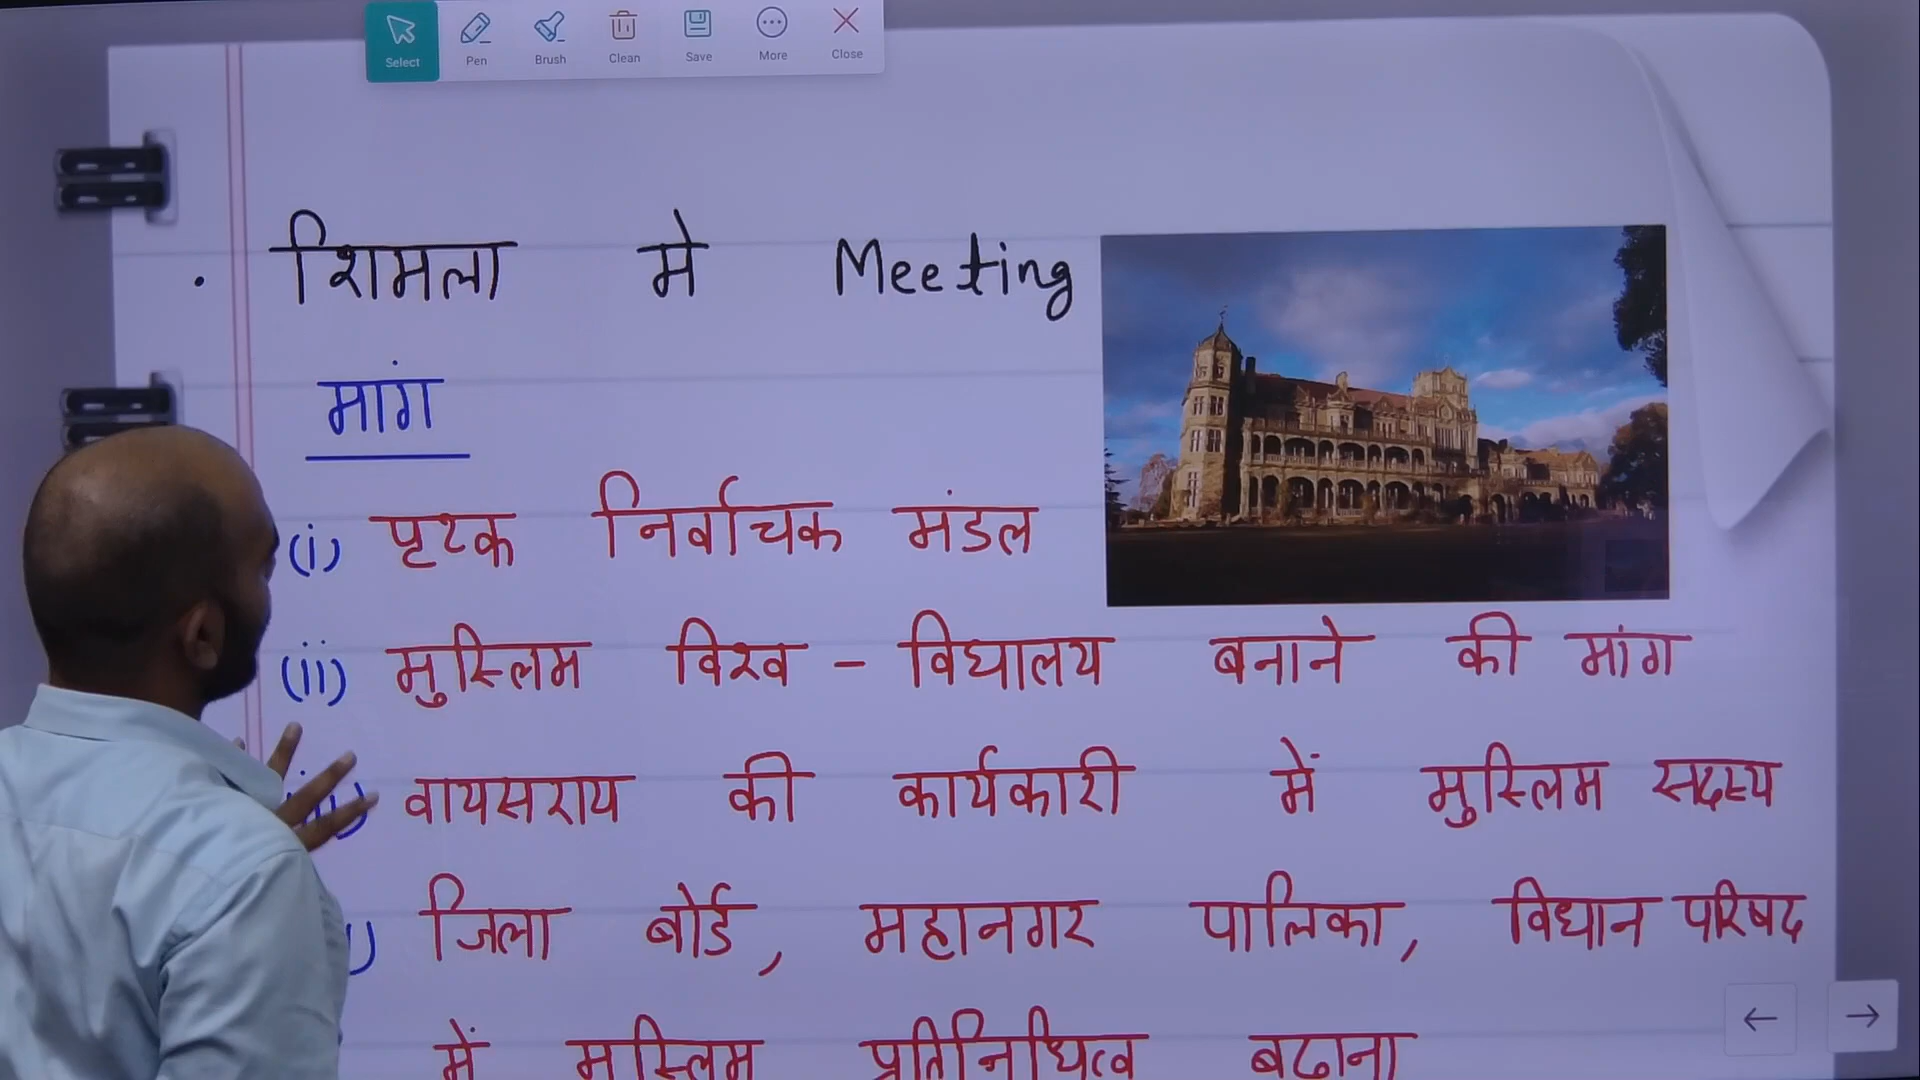 Select Pen Brush Clean Save More Close
• शिमला मे Meeting
मांग
(i) पृटक निर्वाचक मंडल
(ii) मुस्लिम विश्व - विघालय बनाने की मांग
वायसराय की कार्यकारी में मुस्लिम सदस्य
जिला बोर्ड, महानगर पालिका, विधान परिषद
में मुस्लिम प्रतिनिधित्व बढाना